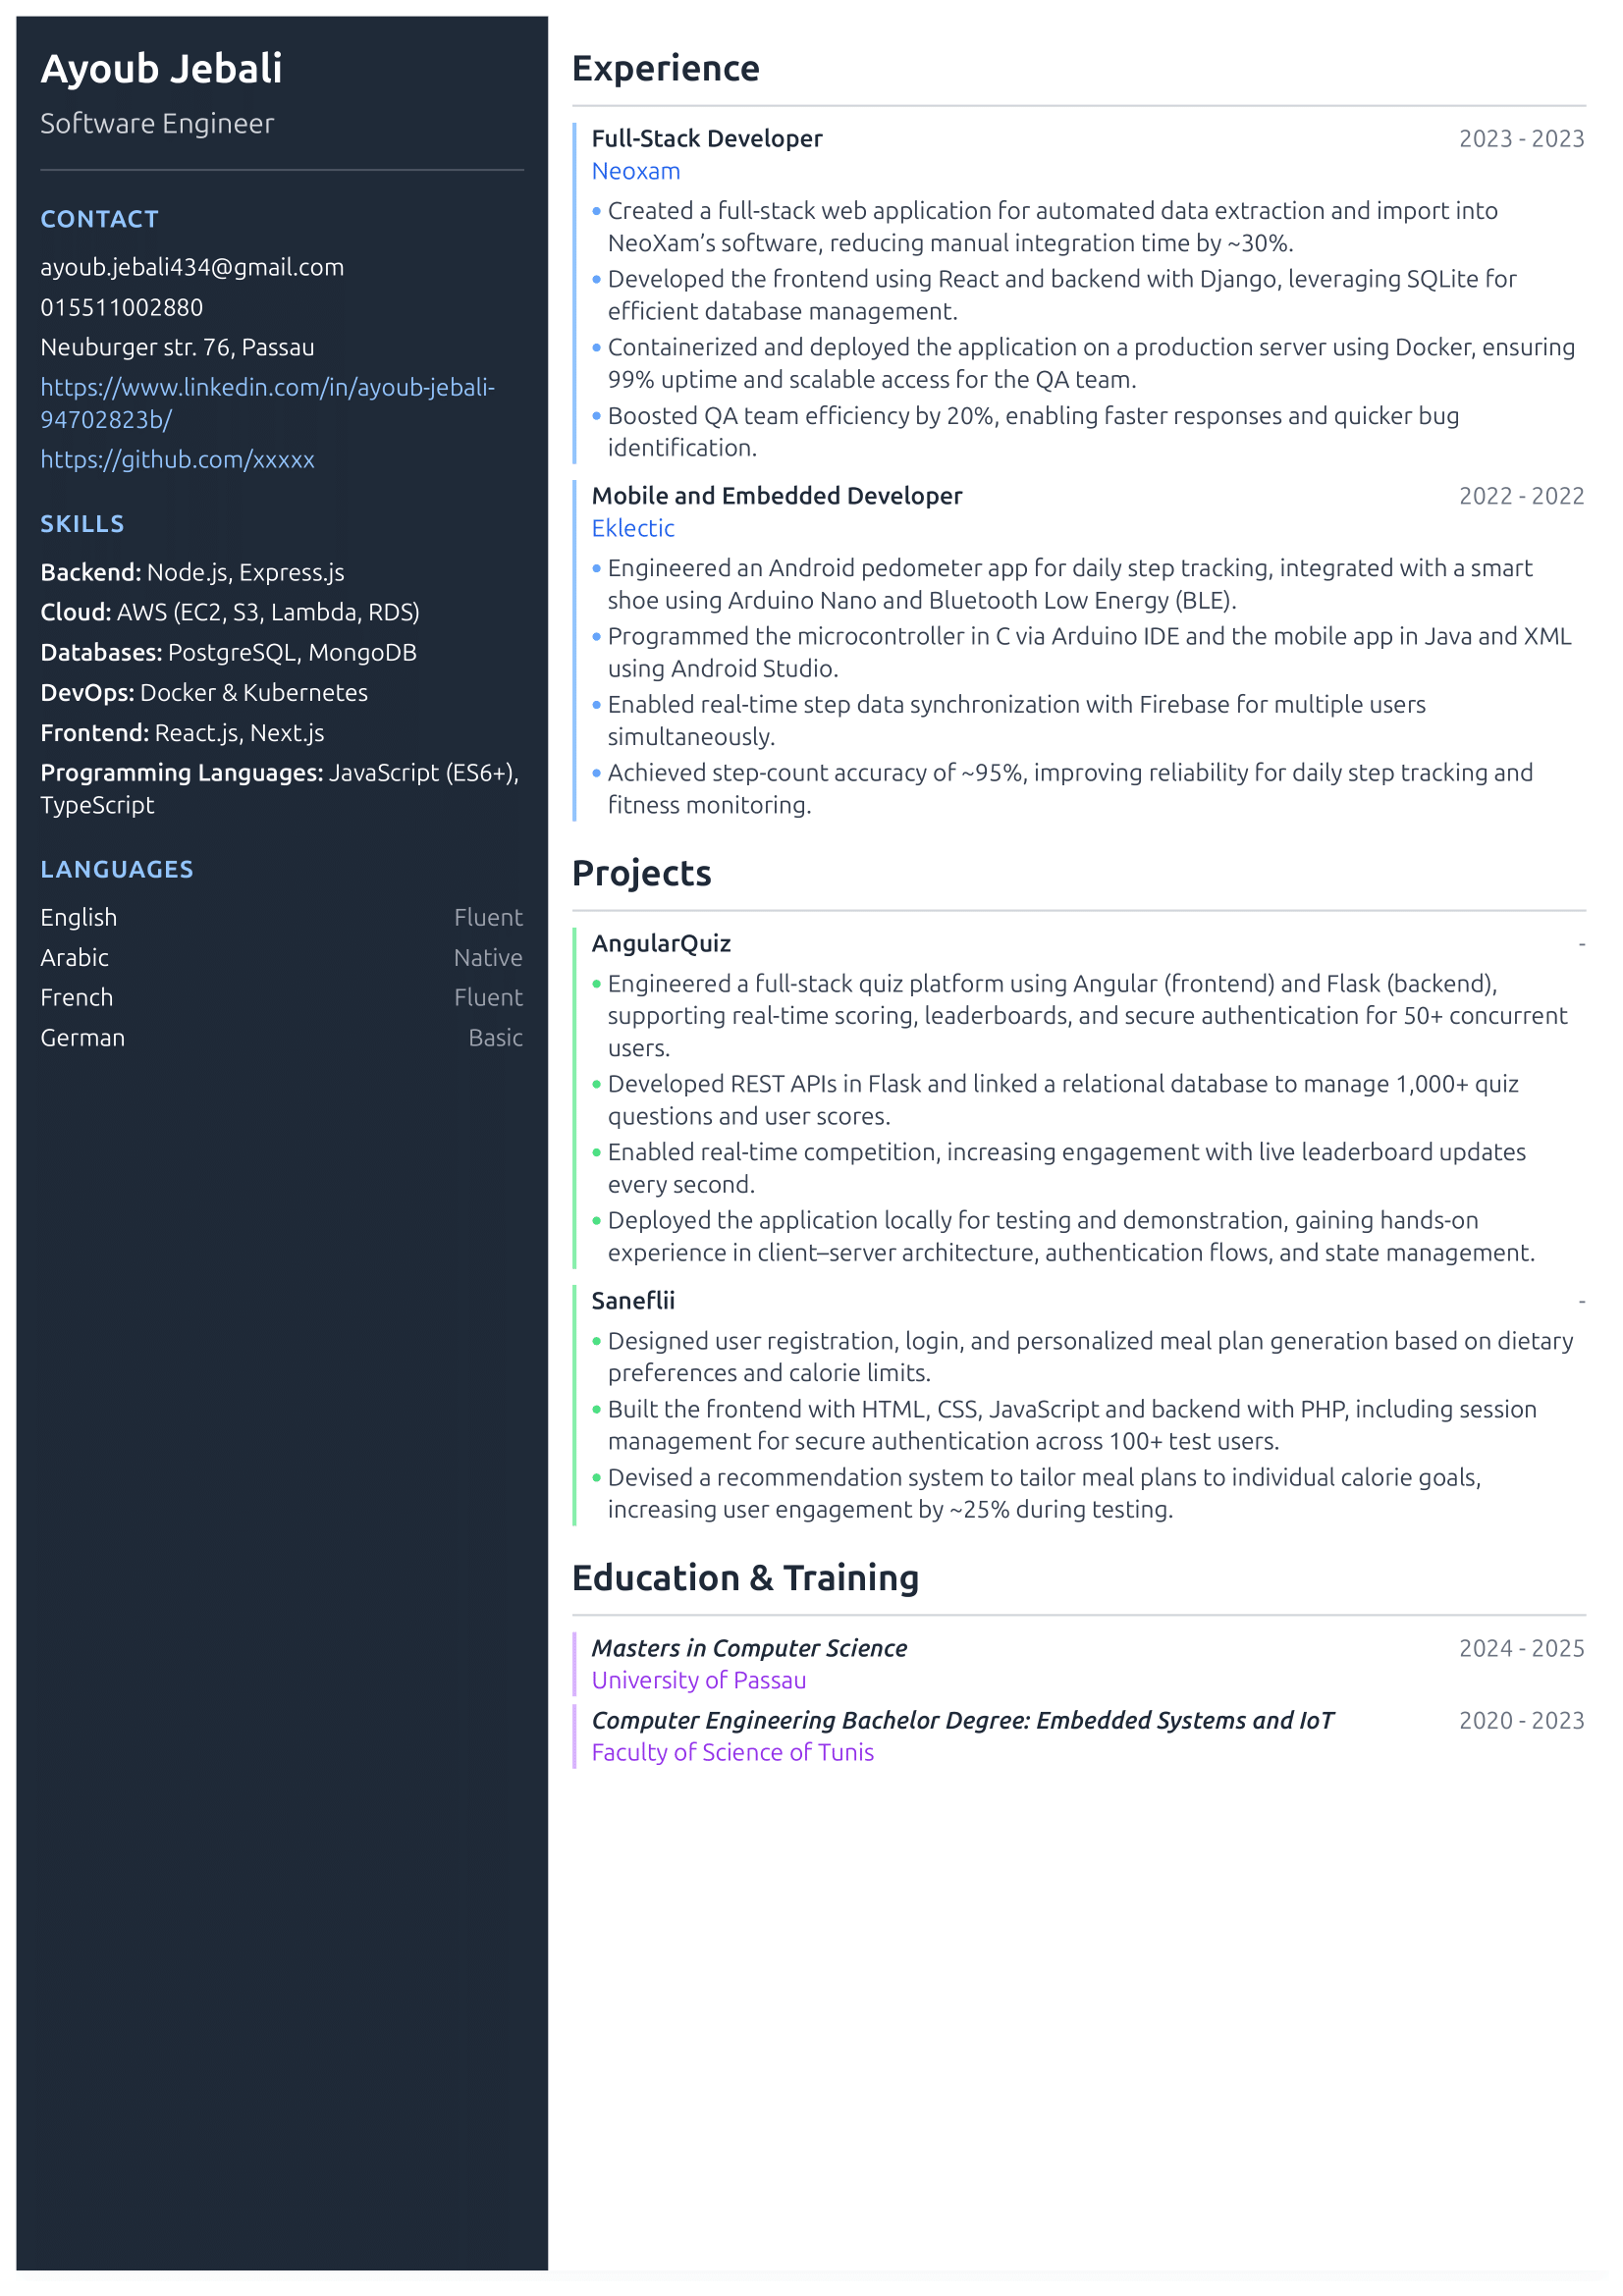 Ayoub Jebali
Software Engineer
CONTACT
ayoub.jebali434@gmail.com
015511002880
Neuburger str. 76, Passau
https://www.linkedin.com/in/ayoub-jebali-
94702823b/
https://github.com/xxxxx
SKILLS
Backend: Node.js, Express.js
Cloud: AWS (EC2, S3, Lambda, RDS)
Databases: PostgreSQL, MongoDB
DevOps: Docker & Kubernetes
Frontend: React.js, Next.js
Programming Languages: JavaScript (ES6+),
TypeScript
LANGUAGES
English Fluent
Arabic Native
French Fluent
German Basic
Experience
Full-Stack Developer 2023 - 2023
Neoxam
• Created a full-stack web application for automated data extraction and import into
NeoXam’s software, reducing manual integration time by ~30%.
• Developed the frontend using React and backend with Django, leveraging SQLite for
efficient database management.
• Containerized and deployed the application on a production server using Docker, ensuring
99% uptime and scalable access for the QA team.
• Boosted QA team efficiency by 20%, enabling faster responses and quicker bug
identification.
Mobile and Embedded Developer 2022 - 2022
Eklectic
• Engineered an Android pedometer app for daily step tracking, integrated with a smart
shoe using Arduino Nano and Bluetooth Low Energy (BLE).
• Programmed the microcontroller in C via Arduino IDE and the mobile app in Java and XML
using Android Studio.
• Enabled real-time step data synchronization with Firebase for multiple users
simultaneously.
• Achieved step-count accuracy of ~95%, improving reliability for daily step tracking and
fitness monitoring.
Projects
AngularQuiz -
• Engineered a full-stack quiz platform using Angular (frontend) and Flask (backend),
supporting real-time scoring, leaderboards, and secure authentication for 50+ concurrent
users.
• Developed REST APIs in Flask and linked a relational database to manage 1,000+ quiz
questions and user scores.
• Enabled real-time competition, increasing engagement with live leaderboard updates
every second.
• Deployed the application locally for testing and demonstration, gaining hands-on
experience in client–server architecture, authentication flows, and state management.
Saneflii -
• Designed user registration, login, and personalized meal plan generation based on dietary
preferences and calorie limits.
• Built the frontend with HTML, CSS, JavaScript and backend with PHP, including session
management for secure authentication across 100+ test users.
• Devised a recommendation system to tailor meal plans to individual calorie goals,
increasing user engagement by ~25% during testing.
Education & Training
Masters in Computer Science 2024 - 2025
University of Passau
Computer Engineering Bachelor Degree: Embedded Systems and IoT 2020 - 2023
Faculty of Science of Tunis